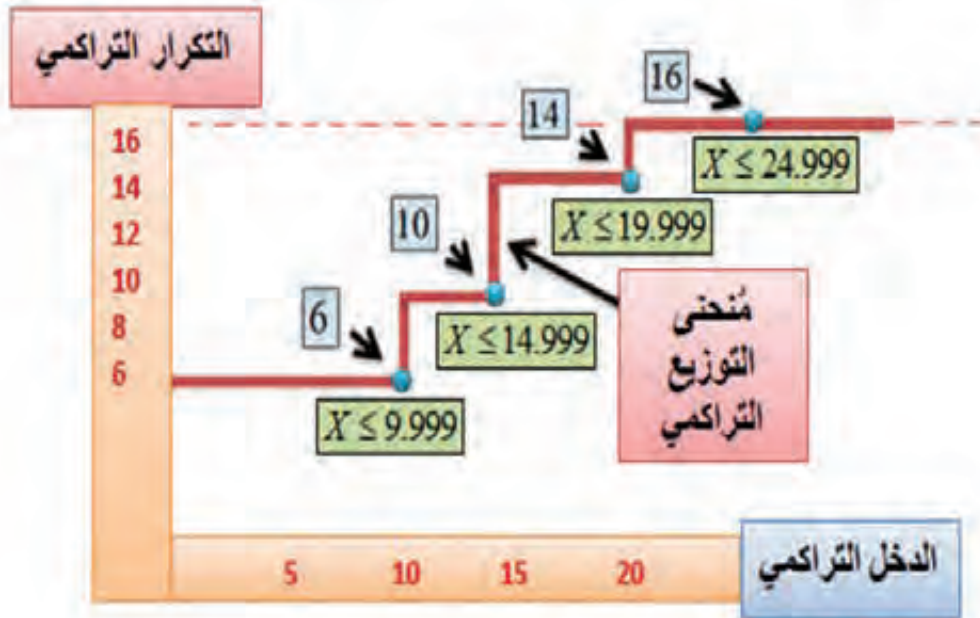 التكرار التراكمي
16
14
12
10
8
6
16
14
10
6
X ≤ 24.999
X ≤ 19.999
X ≤ 14.999
X ≤ 9.999
مُنحنى
التوزيع
التراكمي
5 10 15 20
الدخل التراكمي